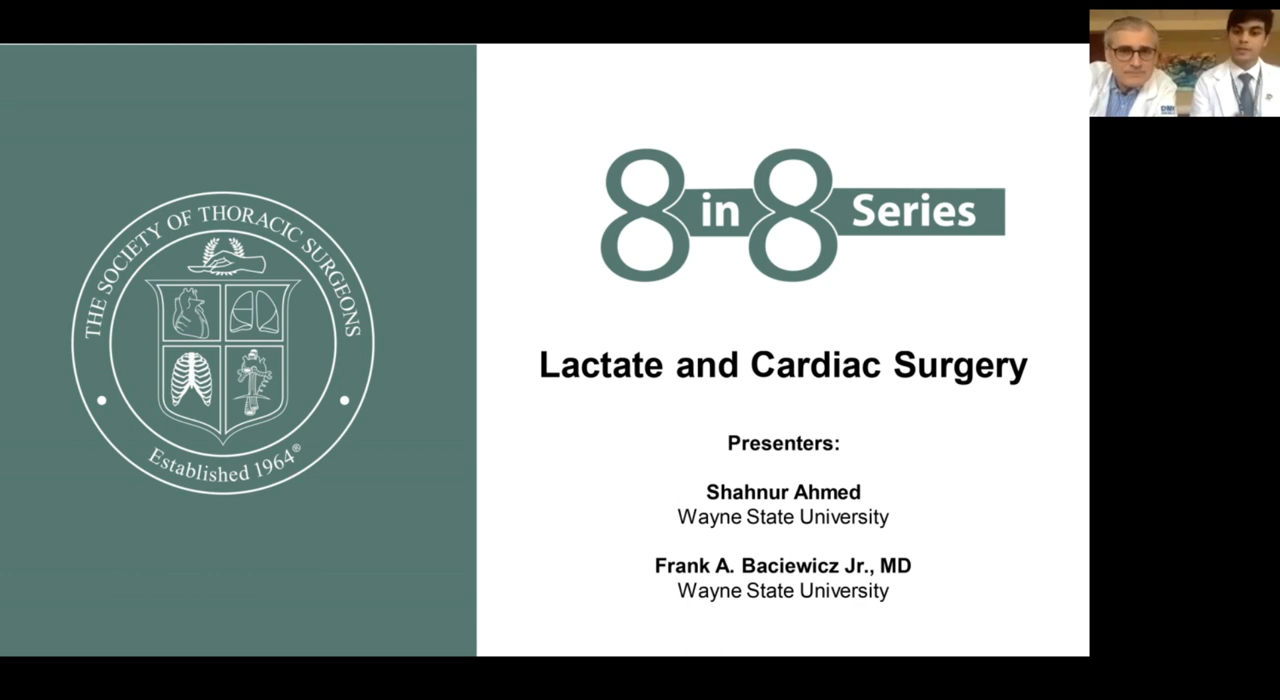 THE SOCIETY OF THORACIC SURGEONS
Established 1964®
8 in 8 Series
Lactate and Cardiac Surgery
Presenters:
Shahnur Ahmed
Wayne State University
Frank A. Baciewicz Jr., MD
Wayne State University